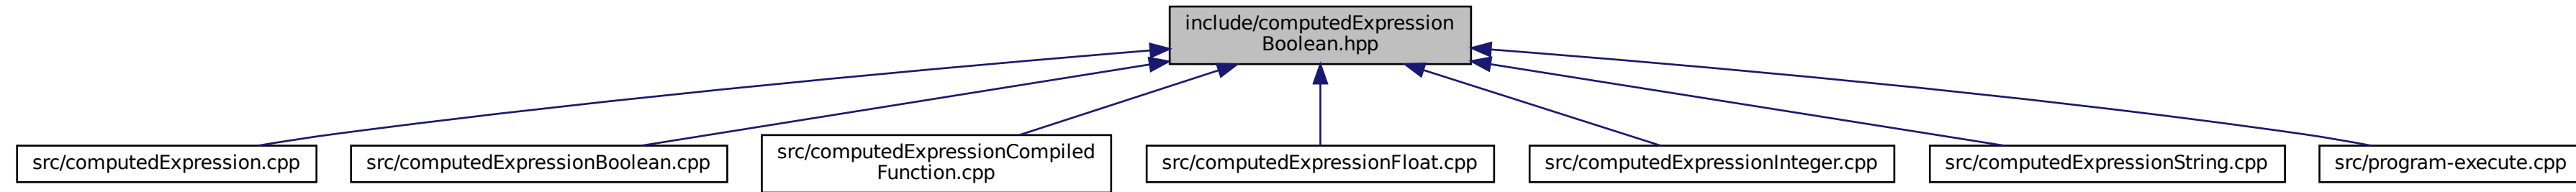 include/computedExpression
Boolean.hpp
src/computedExpression.cpp
src/computedExpressionBoolean.cpp
src/computedExpressionCompiled
Function.cpp
src/computedExpressionFloat.cpp
src/computedExpressionInteger.cpp
src/computedExpressionString.cpp
src/program-execute.cpp